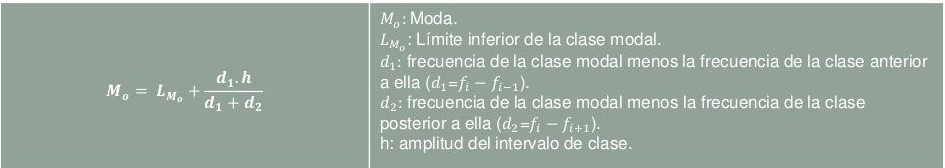 Mₒ = L_Mₒ + d₁.h / d₁ + d₂
Mₒ: Moda.
L_Mₒ: Límite inferior de la clase modal.
d₁: frecuencia de la clase modal menos la frecuencia de la clase anterior
a ella (d₁=fᵢ − fᵢ₋₁).
d₂: frecuencia de la clase modal menos la frecuencia de la clase
posterior a ella (d₂=fᵢ − fᵢ₊₁).
h: amplitud del intervalo de clase.